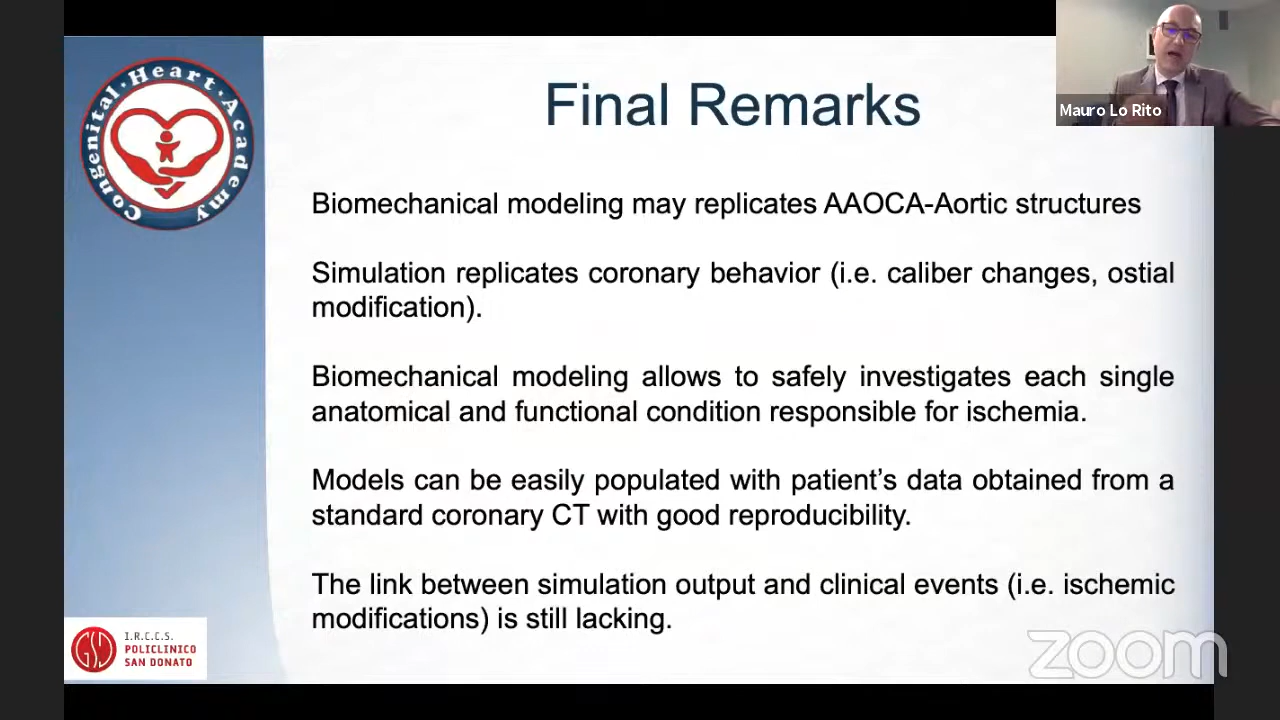 Congenital · Heart · Academy
Final Remarks
Mauro Lo Rito
Biomechanical modeling may replicates AAOCA-Aortic structures
Simulation replicates coronary behavior (i.e. caliber changes, ostial
modification).
Biomechanical modeling allows to safely investigates each single
anatomical and functional condition responsible for ischemia.
Models can be easily populated with patient’s data obtained from a
standard coronary CT with good reproducibility.
The link between simulation output and clinical events (i.e. ischemic
modifications) is still lacking.
GSD
I.R.C.C.S.
POLICLINICO
SAN DONATO
zoom